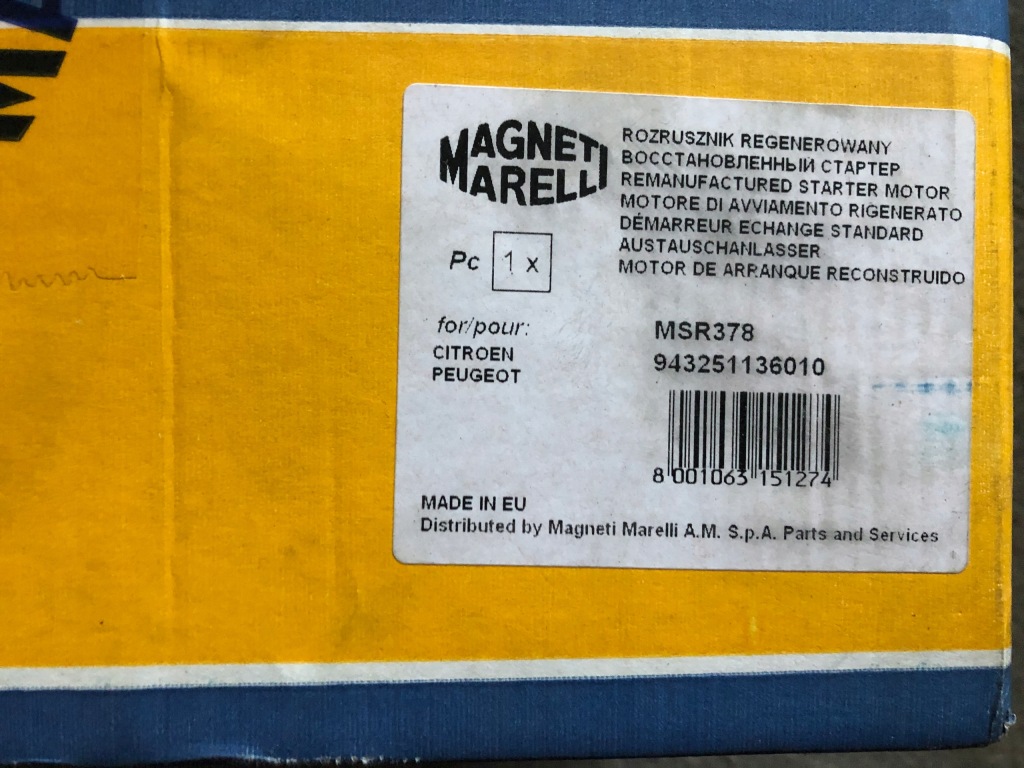 MAGNETI
MARELLI
ROZRUSZNIK REGENEROWANY
ВОССТАНОВЛЕННЫЙ СТАРТЕР
REMANUFACTURED STARTER MOTOR
MOTORE DI AVVIAMENTO RIGENERATO
DÉMARREUR ECHANGE STANDARD
AUSTAUSCHANLASSER
MOTOR DE ARRANQUE RECONSTRUIDO
Pc 1 x
for/pour:
CITROEN
PEUGEOT
MSR378
943251136010
8 001063 151274
MADE IN EU
Distributed by Magneti Marelli A.M. S.p.A. Parts and Services